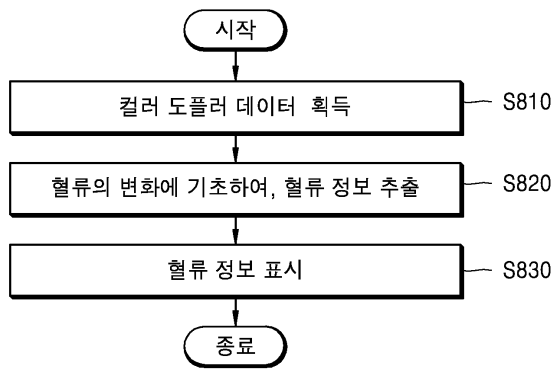 시작
컬러 도플러 데이터 획득
S810
혈류의 변화에 기초하여, 혈류 정보 추출
S820
혈류 정보 표시
S830
종료